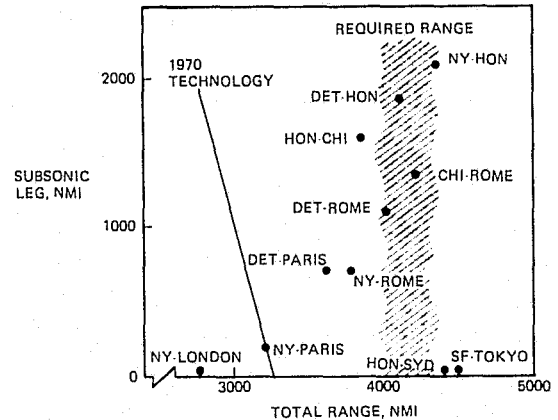 REQUIRED RANGE
1970
TECHNOLOGY
NY-HON
2000
DET-HON
HON-CHI
SUBSONIC
LEG, NMI
CHI-ROME
DET-ROME
1000
DET-PARIS
NY-ROME
NY-LONDON
NY-PARIS
HON-SYD
SF-TOKYO
0
3000
4000
5000
TOTAL RANGE, NMI